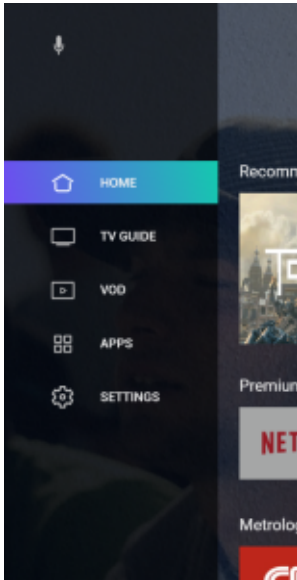 HOME
TV GUIDE
VOD
APPS
SETTINGS
Recomm
Premium
NET
Metrolog